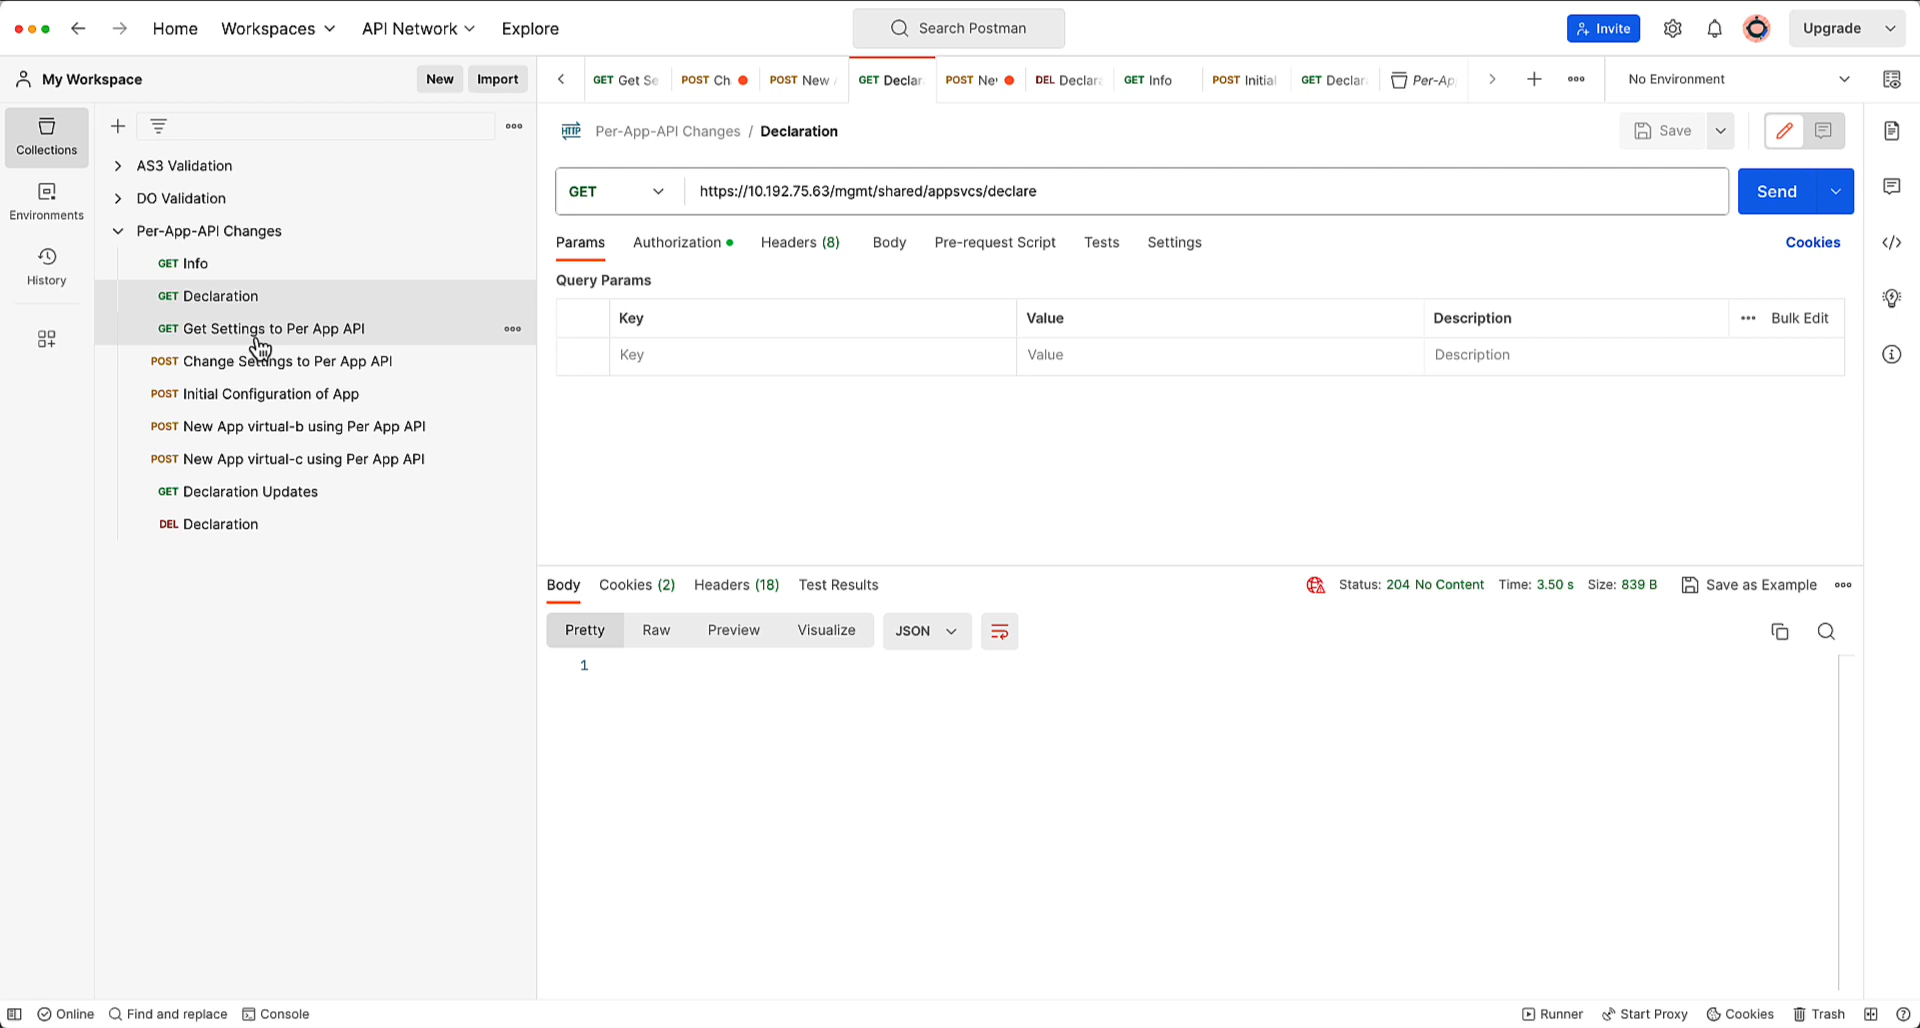 Home
Workspaces
API Network
Explore
Search Postman
Invite
Upgrade
My Workspace
New
Import
GET Get Se
POST Ch
POST New
GET Declar
POST Ne
DEL Declara
GET Info
POST Initial
GET Declar
Per-Ap
No Environment
Collections
Environments
History
AS3 Validation
DO Validation
Per-App-API Changes
GET Info
GET Declaration
GET Get Settings to Per App API
POST Change Settings to Per App API
POST Initial Configuration of App
POST New App virtual-b using Per App API
POST New App virtual-c using Per App API
GET Declaration Updates
DEL Declaration
HTTP Per-App-API Changes / Declaration
Save
GET
https://10.192.75.63/mgmt/shared/appsvcs/declare
Send
Params
Authorization
Headers (8)
Body
Pre-request Script
Tests
Settings
Cookies
Query Params
Key
Value
Description
Bulk Edit
Key
Value
Description
Body
Cookies (2)
Headers (18)
Test Results
Status: 204 No Content
Time: 3.50 s
Size: 839 B
Save as Example
Pretty
Raw
Preview
Visualize
JSON
1
Online
Find and replace
Console
Runner
Start Proxy
Cookies
Trash